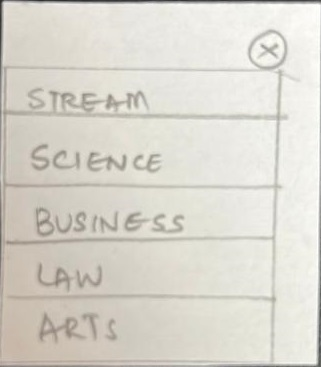 X
STREAM
SCIENCE
BUSINESS
LAW
ARTS